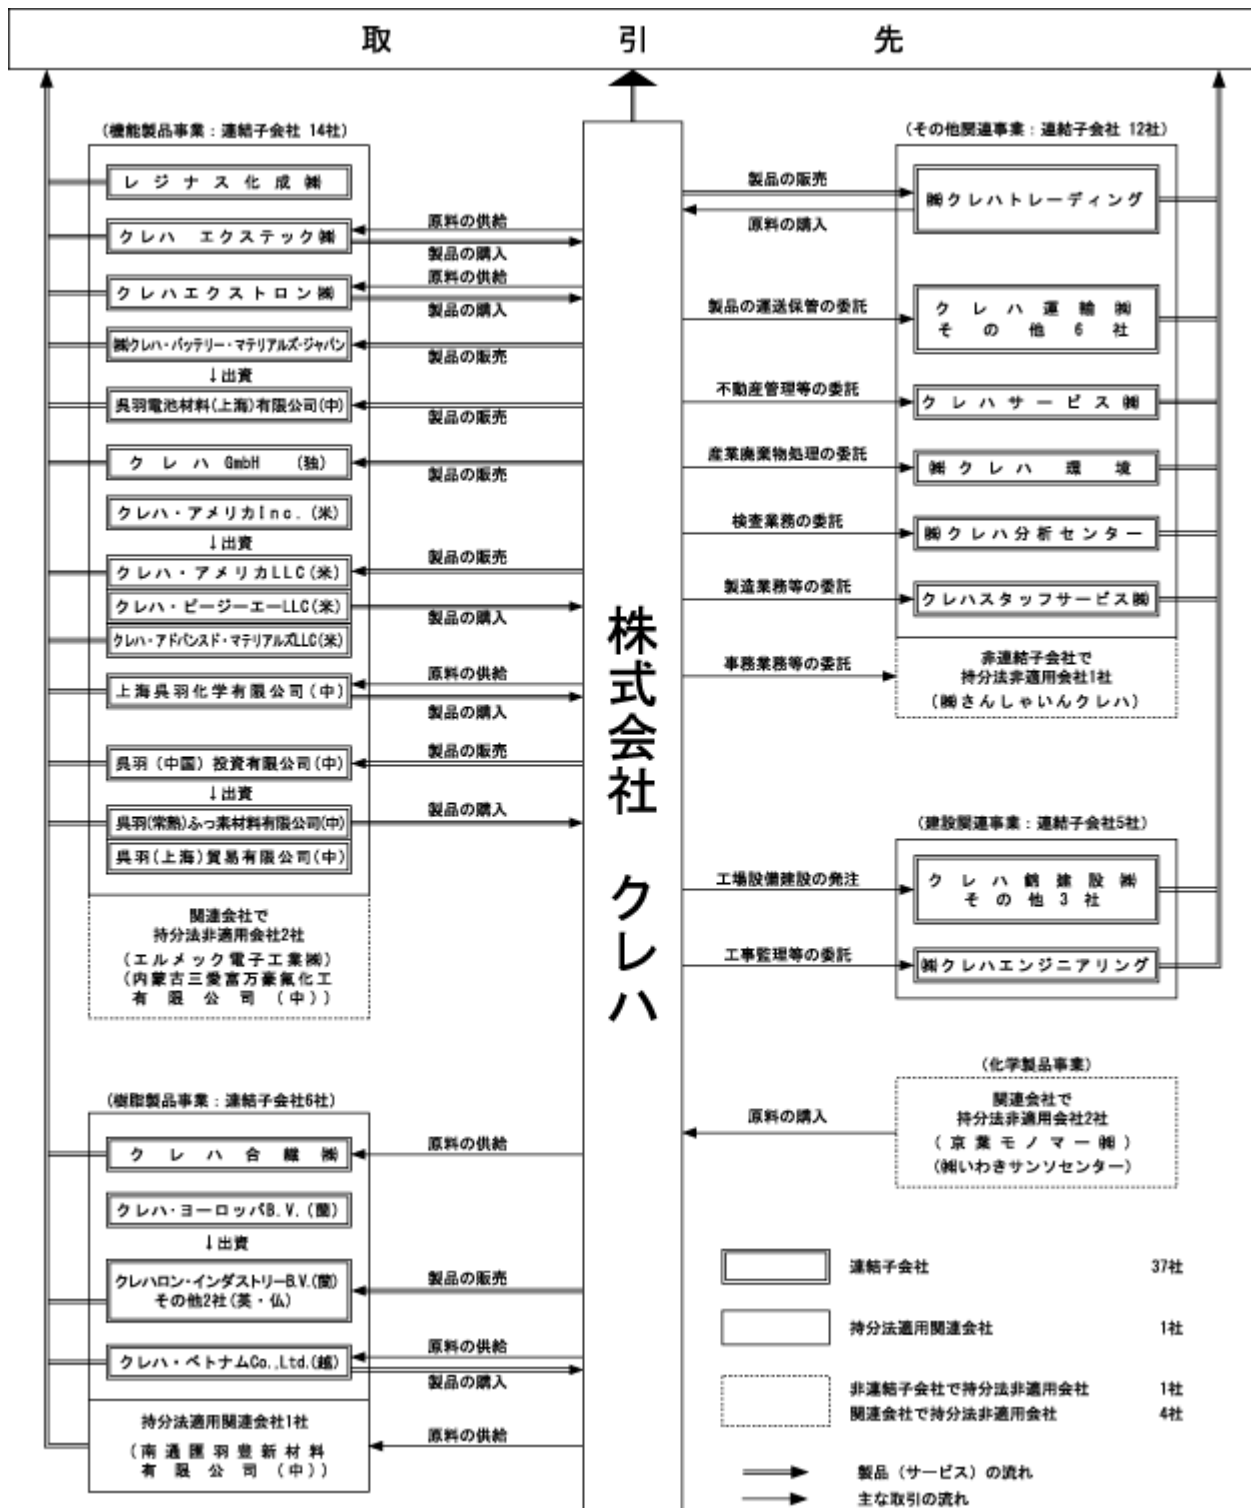 取引先
(機能製品事業:連結子会社 14社)
レジナス化成㈱
クレハ エクステック㈱
原料の供給
製品の購入
クレハエクストロン㈱
原料の供給
製品の購入
㈱クレハ・バッテリー・マテリアルズ・ジャパン
製品の販売
↓出資
呉羽電池材料(上海)有限公司(中)
製品の販売
クレハ GmbH (独)
製品の販売
クレハ・アメリカInc.(米)
↓出資
クレハ・アメリカLLC(米)
製品の販売
クレハ・ピージーエーLLC(米)
製品の購入
クレハ・アドバンスド・マテリアルズLLC(米)
上海呉羽化学有限公司(中)
原料の供給
製品の購入
呉羽(中国)投資有限公司(中)
製品の販売
↓出資
呉羽(常熟)ふっ素材料有限公司(中)
製品の購入
呉羽(上海)貿易有限公司(中)
関連会社で
持分法非適用会社2社
(エルメック電子工業㈱)
(内蒙古三愛富万豪氟化工
有限公司(中))
(樹脂製品事業:連結子会社6社)
クレハ合繊㈱
原料の供給
クレハ・ヨーロッパB.V.(蘭)
↓出資
クレハロン・インダストリーB.V.(蘭)
その他2社(英・仏)
製品の販売
クレハ・ベトナムCo.,Ltd.(越)
原料の供給
製品の購入
持分法適用関連会社1社
(南通匯羽豊新材料
有限公司(中))
原料の供給
株式会社 クレハ
(その他関連事業:連結子会社 12社)
製品の販売
㈱クレハトレーディング
原料の購入
製品の運送保管の委託
クレハ運輸㈱
その他6社
不動産管理等の委託
クレハサービス㈱
産業廃棄物処理の委託
㈱クレハ環境
検査業務の委託
㈱クレハ分析センター
製造業務等の委託
クレハスタッフサービス㈱
事務業務等の委託
非連結子会社で
持分法非適用会社1社
(㈱さんしゃいんクレハ)
(建設関連事業:連結子会社5社)
工場設備建設の発注
クレハ錦建設㈱
その他3社
工事監理等の委託
㈱クレハエンジニアリング
(化学製品事業)
原料の購入
関連会社で
持分法非適用会社2社
(京葉モノマー㈱)
(㈱いわきサンソセンター)
連結子会社 37社
持分法適用関連会社 1社
非連結子会社で持分法非適用会社 1社
関連会社で持分法非適用会社 4社
製品(サービス)の流れ
主な取引の流れ